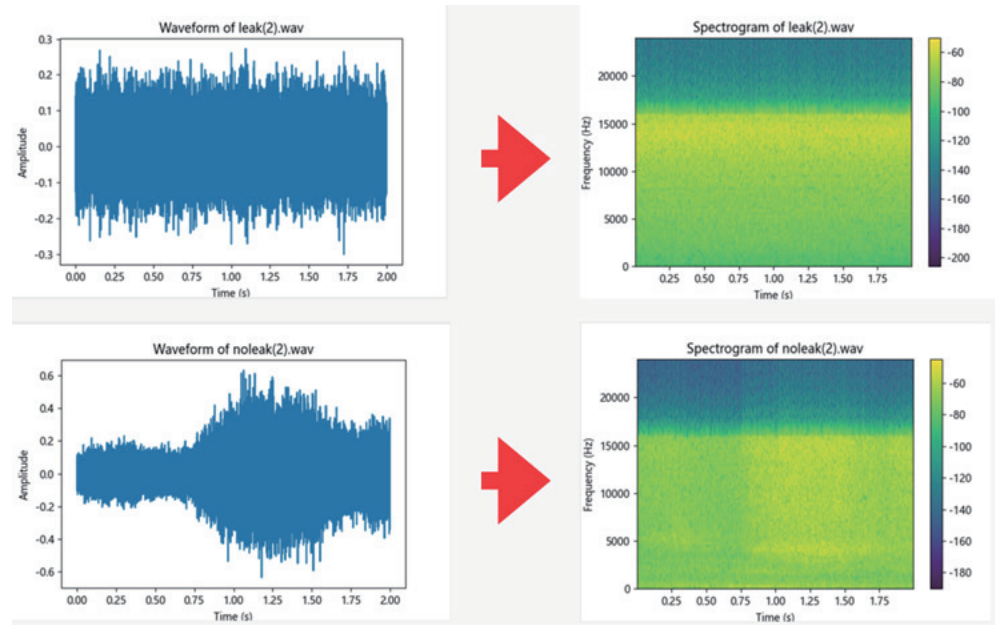 Waveform of leak(2).wav
0.3
0.2
0.1
0.0
-0.1
-0.2
-0.3
Amplitude
0.00 0.25 0.50 0.75 1.00 1.25 1.50 1.75 2.00
Time (s)
Spectrogram of leak(2).wav
20000
15000
10000
5000
0
Frequency (Hz)
0.25 0.50 0.75 1.00 1.25 1.50 1.75
Time (s)
-60
-80
-100
-120
-140
-160
-180
-200
Waveform of noleak(2).wav
0.6
0.4
0.2
0.0
-0.2
-0.4
-0.6
Amplitude
0.00 0.25 0.50 0.75 1.00 1.25 1.50 1.75 2.00
Time (s)
Spectrogram of noleak(2).wav
20000
15000
10000
5000
0
Frequency (Hz)
0.25 0.50 0.75 1.00 1.25 1.50 1.75
Time (s)
-60
-80
-100
-120
-140
-160
-180